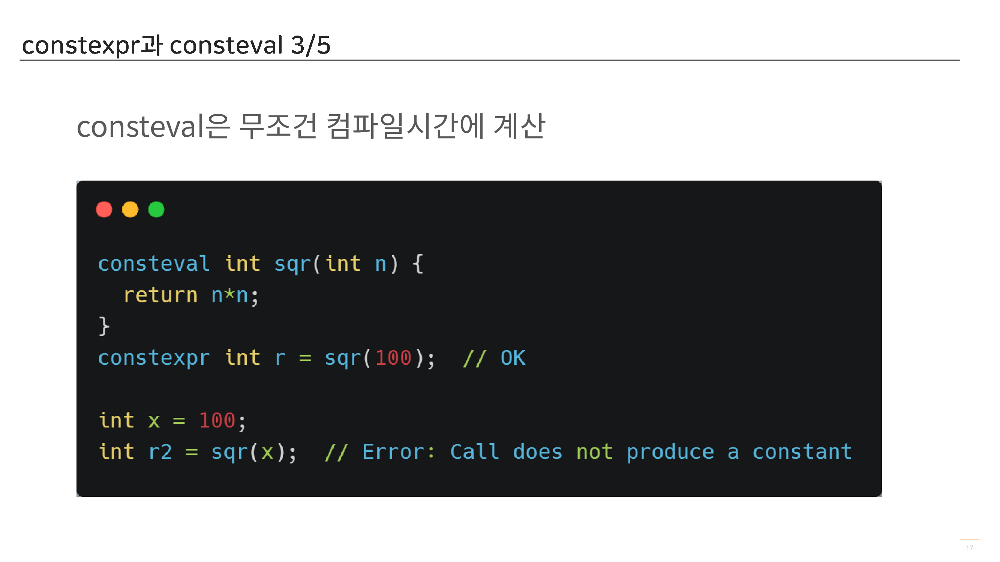 constexpr과 consteval 3/5
consteval은 무조건 컴파일시간에 계산
consteval int sqr(int n) {
  return n*n;
}
constexpr int r = sqr(100);  // OK
int x = 100;
int r2 = sqr(x);  // Error: Call does not produce a constant
17